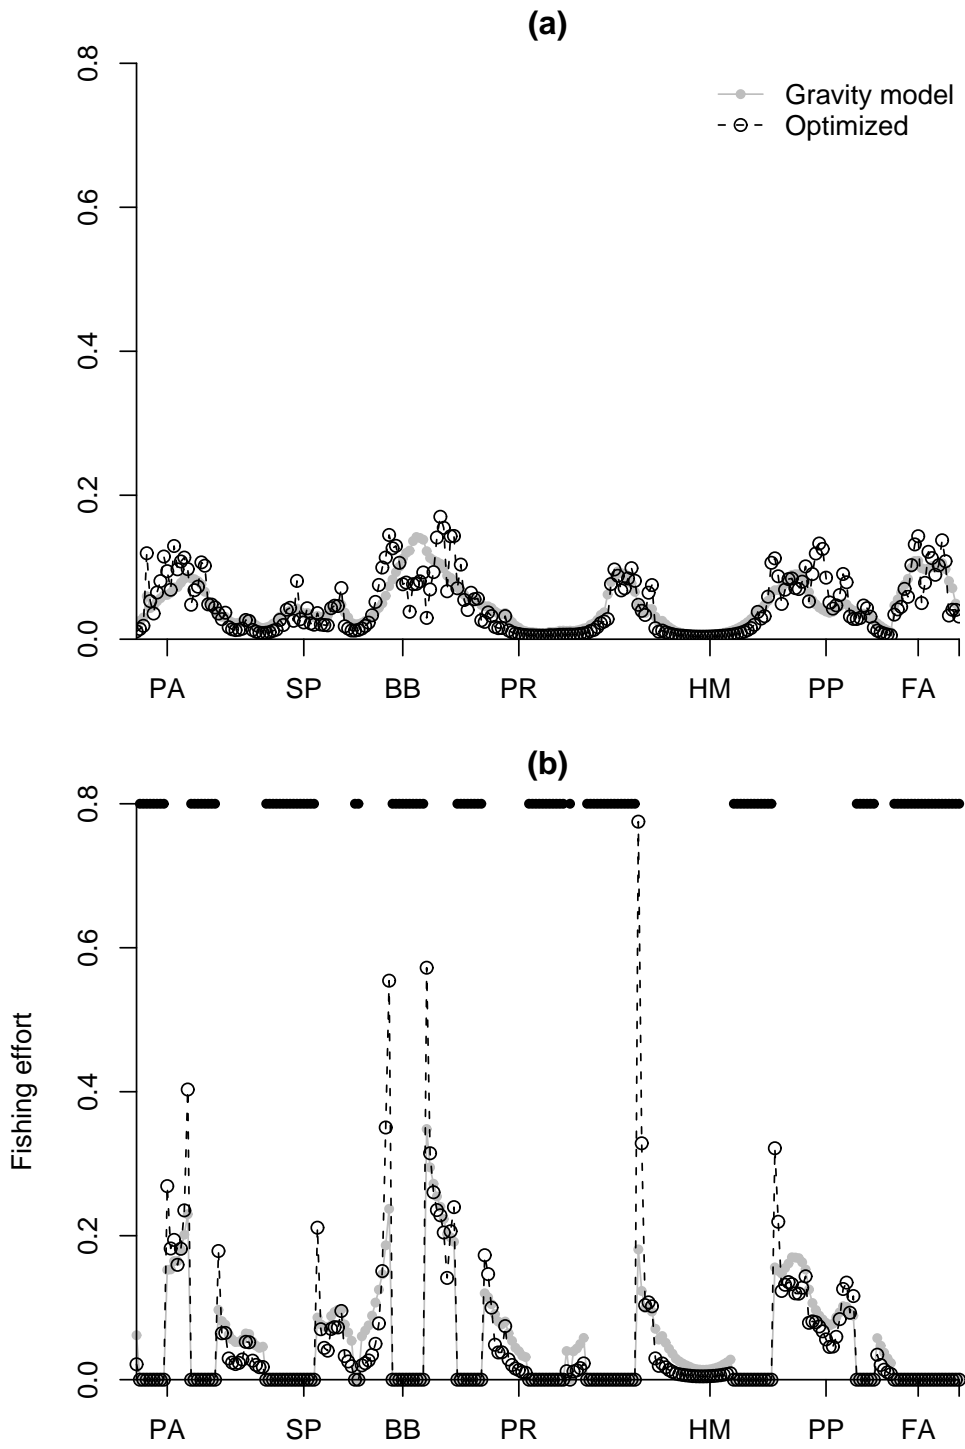 (a)
0.8
0.6
0.4
0.2
0.0
Gravity model
Optimized
PA SP BB PR HM PP FA
(b)
0.8
0.6
0.4
0.2
0.0
Fishing effort
PA SP BB PR HM PP FA